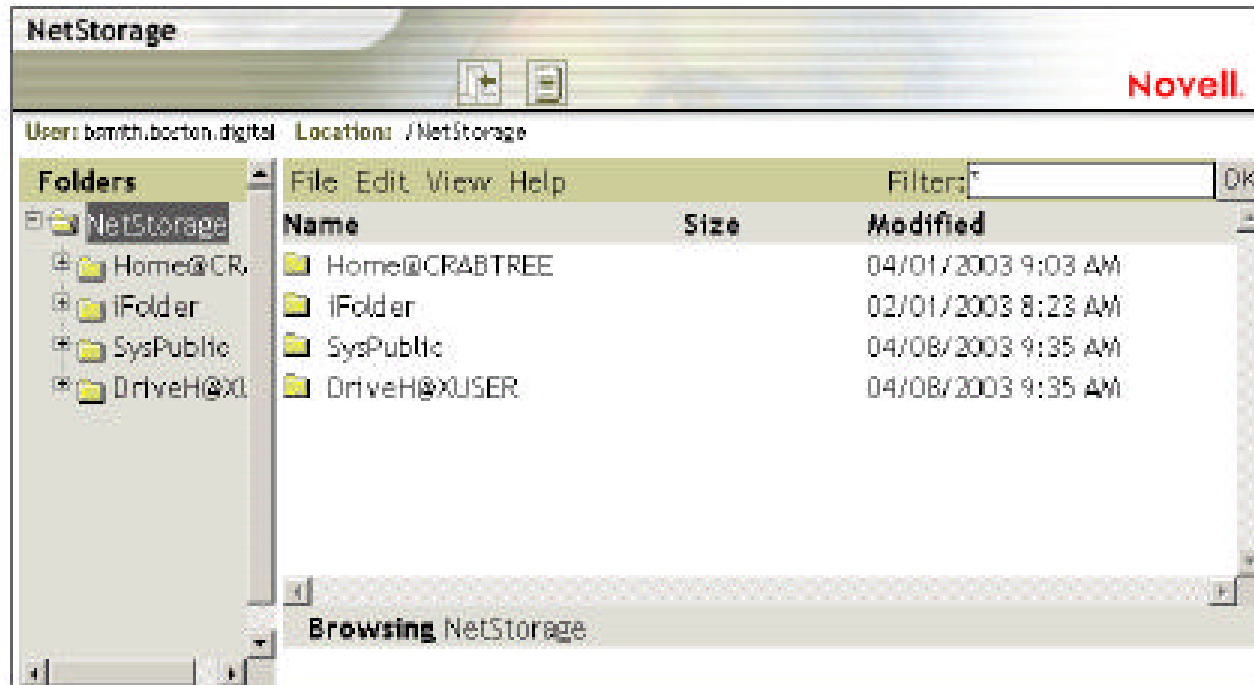 NetStorage
Novell.
User: bsmith.boston.digital Location: /NetStorage
Folders
NetStorage
Home@CR
iFolder
SysPublic
DriveH@XU
File Edit View Help Filter: * OK
Name Size Modified
Home@CRABTREE 04/01/2003 9:03 AM
iFolder 02/01/2003 8:23 AM
SysPublic 04/08/2003 9:35 AM
DriveH@XUSER 04/08/2003 9:35 AM
Browsing NetStorage